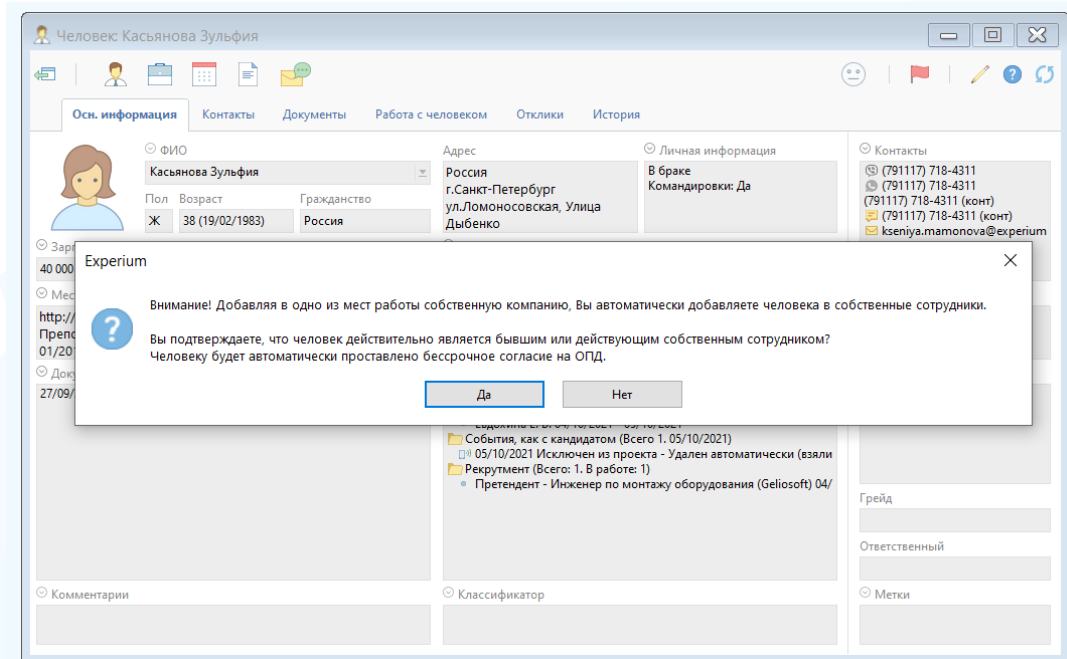 Человек: Касьянова Зульфия
Осн. информация Контакты Документы Работа с человеком Отклики История
ФИО
Касьянова Зульфия
Пол Возраст Гражданство
Ж 38 (19/02/1983) Россия
Адрес
Россия
г.Санкт-Петербург
ул.Ломоносовская, Улица
Дыбенко
Личная информация
В браке
Командировки: Да
Контакты
(791117) 718-4311
(791117) 718-4311
(791117) 718-4311 (конт)
(791117) 718-4311 (конт)
kseniya.mamonova@experium
40 000
http://
01/20
27/09/
Experium
Внимание! Добавляя в одно из мест работы собственную компанию, Вы автоматически добавляете человека в собственные сотрудники.
Вы подтверждаете, что человек действительно является бывшим или действующим собственным сотрудником?
Человеку будет автоматически проставлено бессрочное согласие на ОПД.
Да Нет
События, как с кандидатом (Всего 1. 05/10/2021)
05/10/2021 Исключен из проекта - Удален автоматически (взяли
Рекрутмент (Всего: 1. В работе: 1)
Претендент - Инженер по монтажу оборудования (Geliosoft) 04/
Грейд
Ответственный
Комментарии
Классификатор
Метки